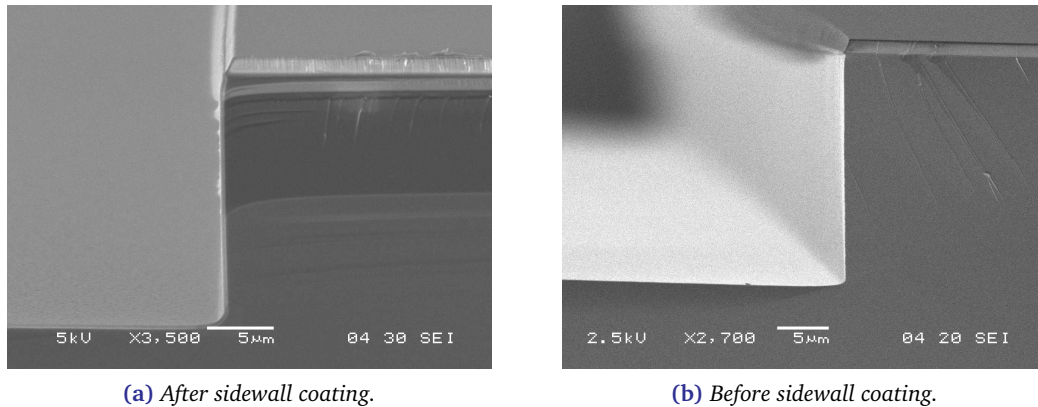 5kV X3,500 5µm 04 30 SEI
2.5kV X2,700 5µm 04 20 SEI
(a) After sidewall coating.
(b) Before sidewall coating.